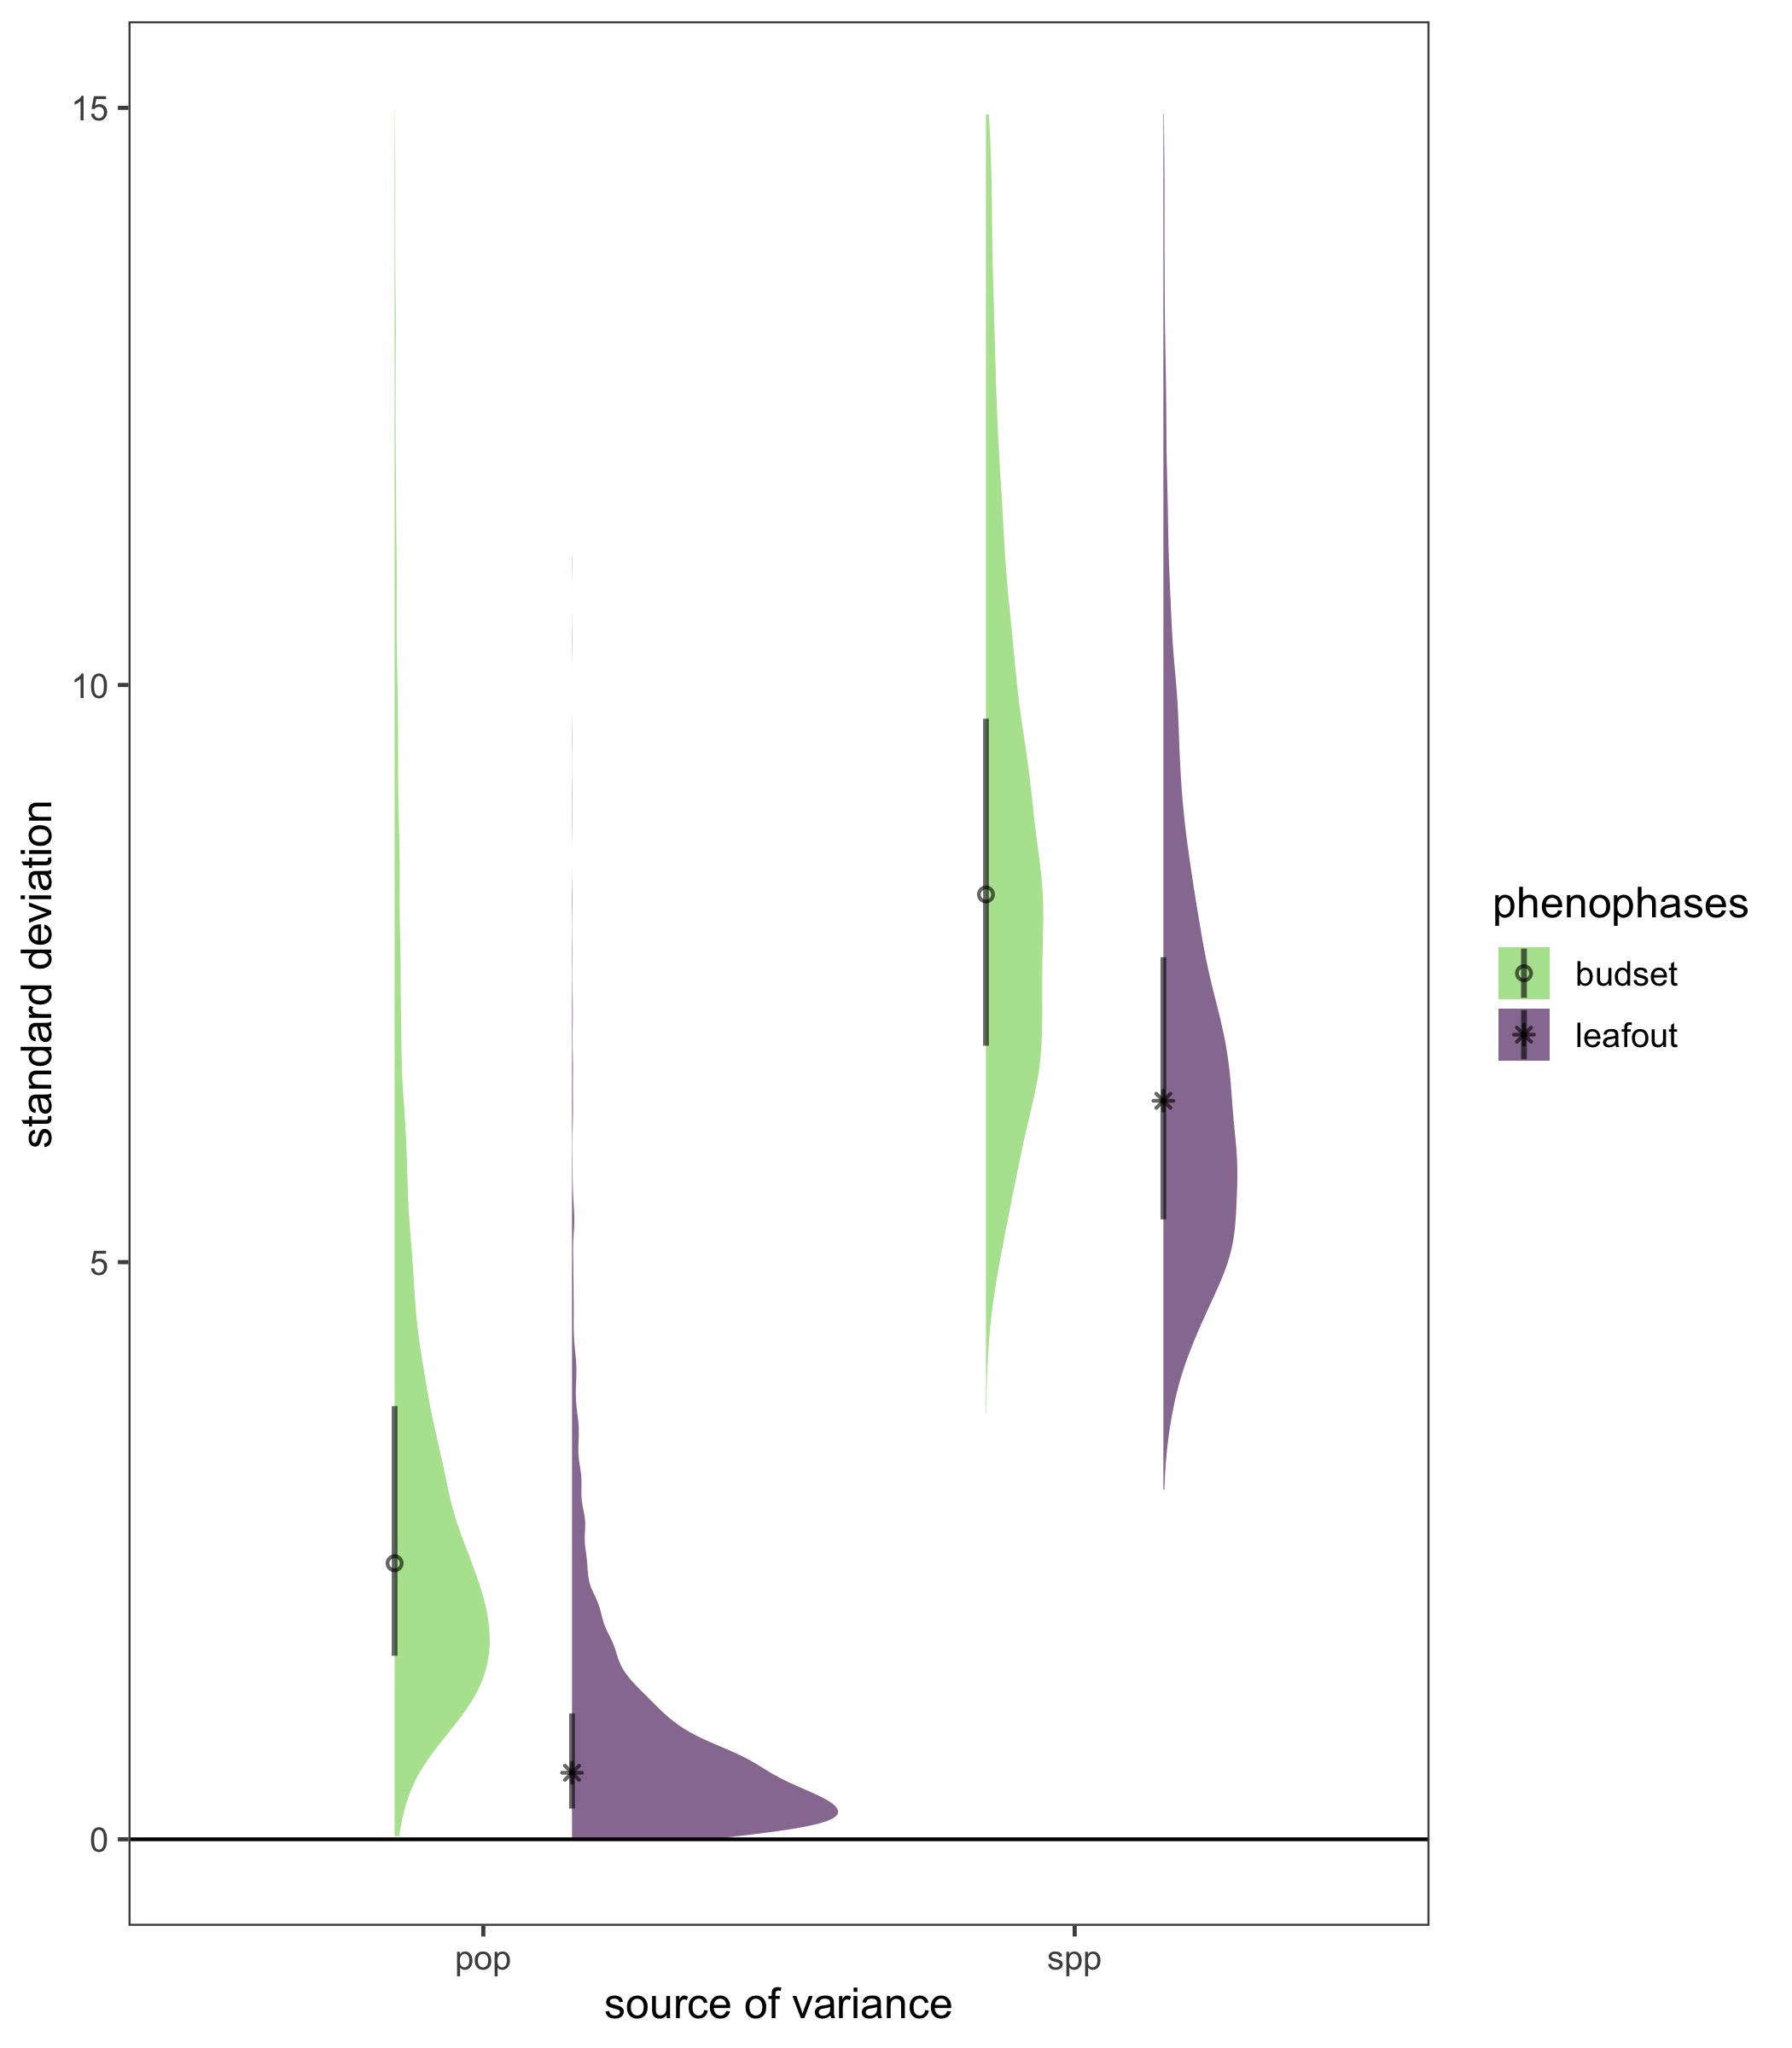 15
10
5
0
standard deviation
pop
spp
source of variance
phenophases
budset
leafout